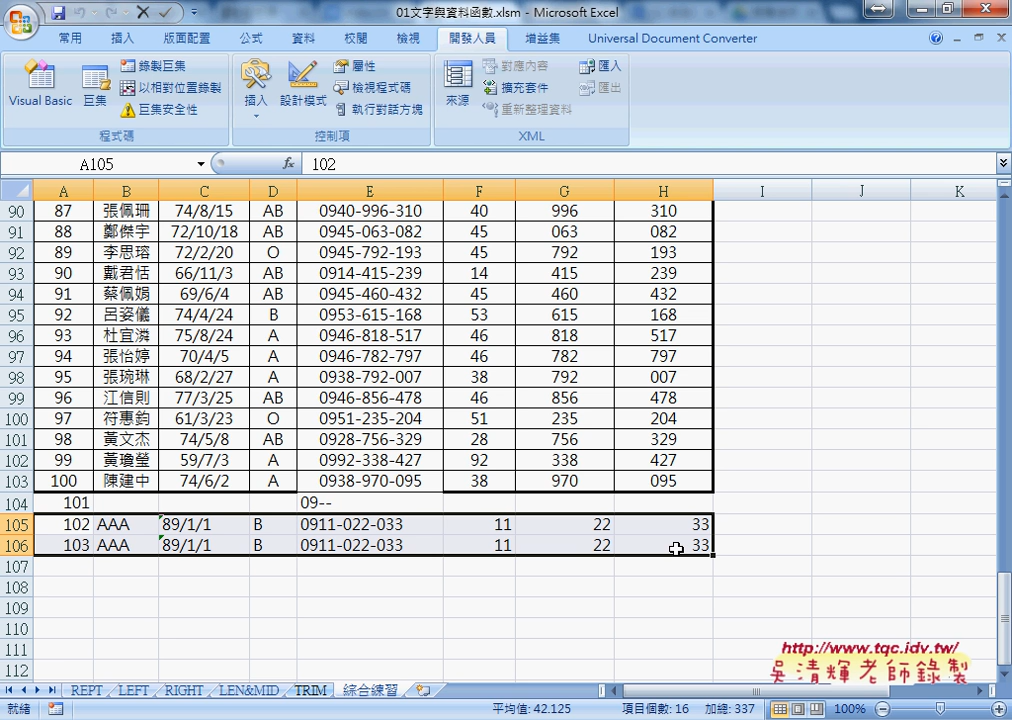 01文字與資料函數.xlsm - Microsoft Excel
常用 插入 版面配置 公式 資料 校閱 檢視 開發人員 增益集 Universal Document Converter
Visual Basic 巨集 錄製巨集 以相對位置錄製 巨集安全性 程式碼
插入 設計模式 屬性 檢視程式碼 執行對話方塊 控制項
來源 對應內容 擴充套件 重新整理資料 匯入 匯出 XML
A105 fx 102
A B C D E F G H I J K
90 87 張佩珊 74/8/15 AB 0940-996-310 40 996 310
91 88 鄭傑宇 72/10/18 AB 0945-063-082 45 063 082
92 89 李思瑢 72/2/20 O 0945-792-193 45 792 193
93 90 戴君恬 66/11/3 AB 0914-415-239 14 415 239
94 91 蔡佩娟 69/6/4 AB 0945-460-432 45 460 432
95 92 呂姿儀 74/4/24 B 0953-615-168 53 615 168
96 93 杜宜潾 75/8/24 A 0946-818-517 46 818 517
97 94 張怡婷 70/4/5 A 0946-782-797 46 782 797
98 95 張琬琳 68/2/27 A 0938-792-007 38 792 007
99 96 江信則 77/3/25 AB 0946-856-478 46 856 478
100 97 符惠鈞 61/3/23 O 0951-235-204 51 235 204
101 98 黃文杰 74/5/8 AB 0928-756-329 28 756 329
102 99 黃瓊瑩 59/7/3 A 0992-338-427 92 338 427
103 100 陳建中 74/6/2 A 0938-970-095 38 970 095
104 101 09--
105 102 AAA 89/1/1 B 0911-022-033 11 22 33
106 103 AAA 89/1/1 B 0911-022-033 11 22 33
107
108
109
110
111
112
http://www.tqc.idv.tw/
吳清輝老師錄製
REPT LEFT RIGHT LEN&MID TRIM 綜合練習
就緒 平均值: 42.125 項目個數: 16 加總: 337 100%